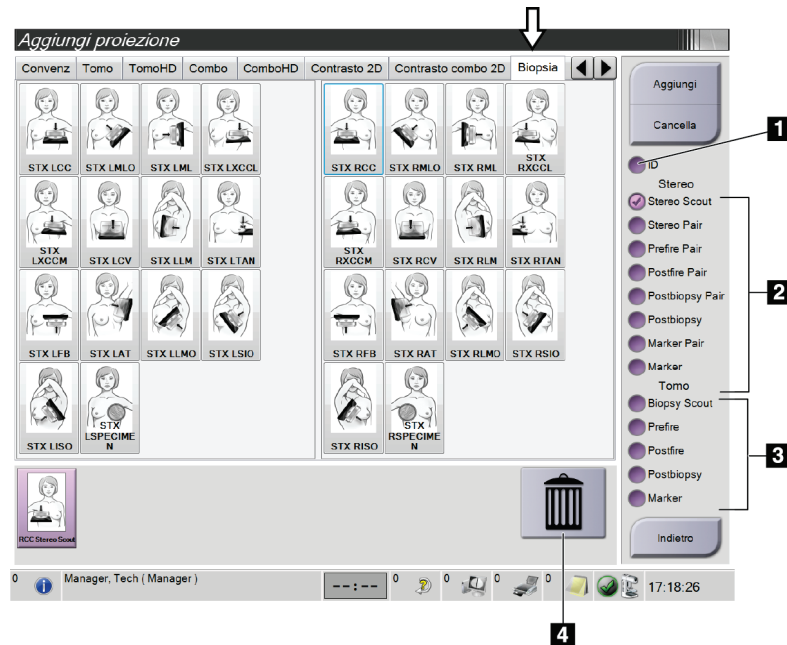 Aggiungi proiezione
Convenz Tomo TomoHD Combo ComboHD Contrasto 2D Contrasto combo 2D Biopsia
STX LCC STX LMLO STX LML STX LXCCL
STX RCC STX RMLO STX RML STX RXCCL
STX LXCCM STX LCV STX LLM STX LTAN
STX RXCCM STX RCV STX RLM STX RTAN
STX LFB STX LAT STX LLMO STX LSIO
STX RFB STX RAT STX RLMO STX RSIO
STX LISO STX LSPECIMEN
STX RISO STX RSPECIMEN
RCC Stereo Scout
Aggiungi
Cancella
ID
Stereo
Stereo Scout
Stereo Pair
Prefire Pair
Postfire Pair
Postbiopsy Pair
Postbiopsy
Marker Pair
Marker
Tomo
Biopsy Scout
Prefire
Postfire
Postbiopsy
Marker
Indietro
1
2
3
4
0 Manager, Tech ( Manager ) --:-- 0 0 0 0 17:18:26